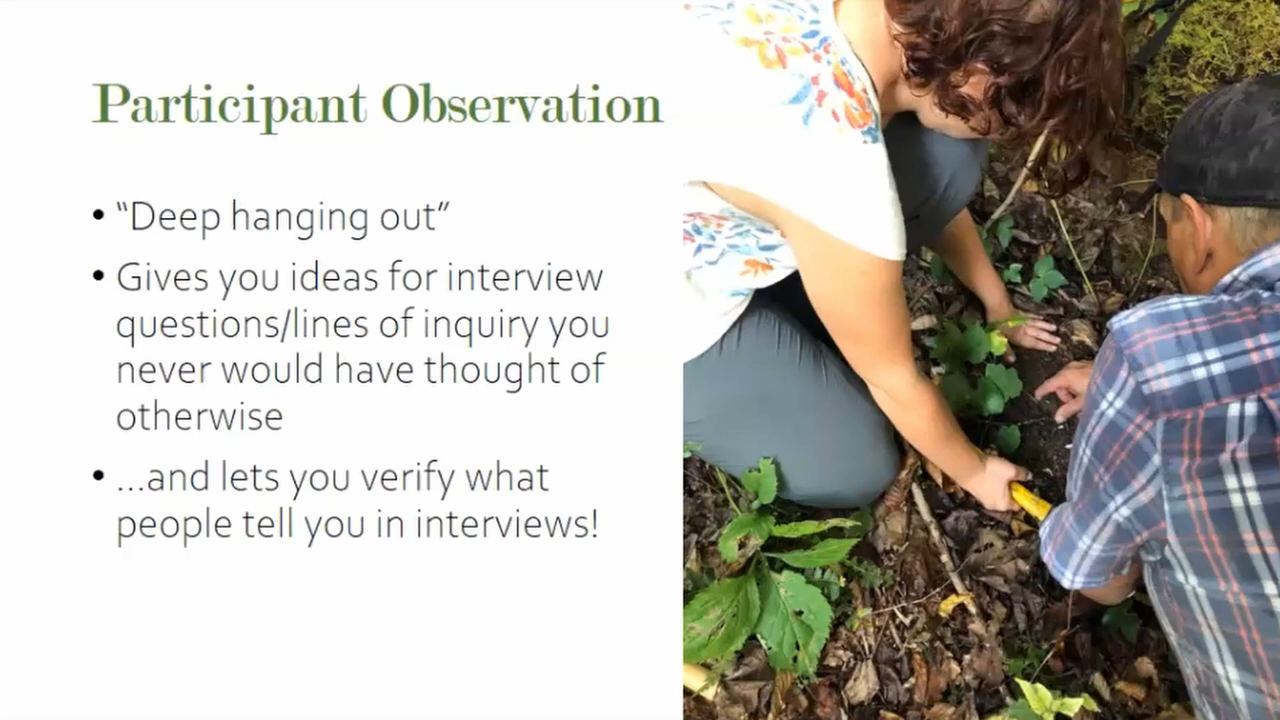 Participant Observation
• “Deep hanging out”
• Gives you ideas for interview
questions/lines of inquiry you
never would have thought of
otherwise
• …and lets you verify what
people tell you in interviews!